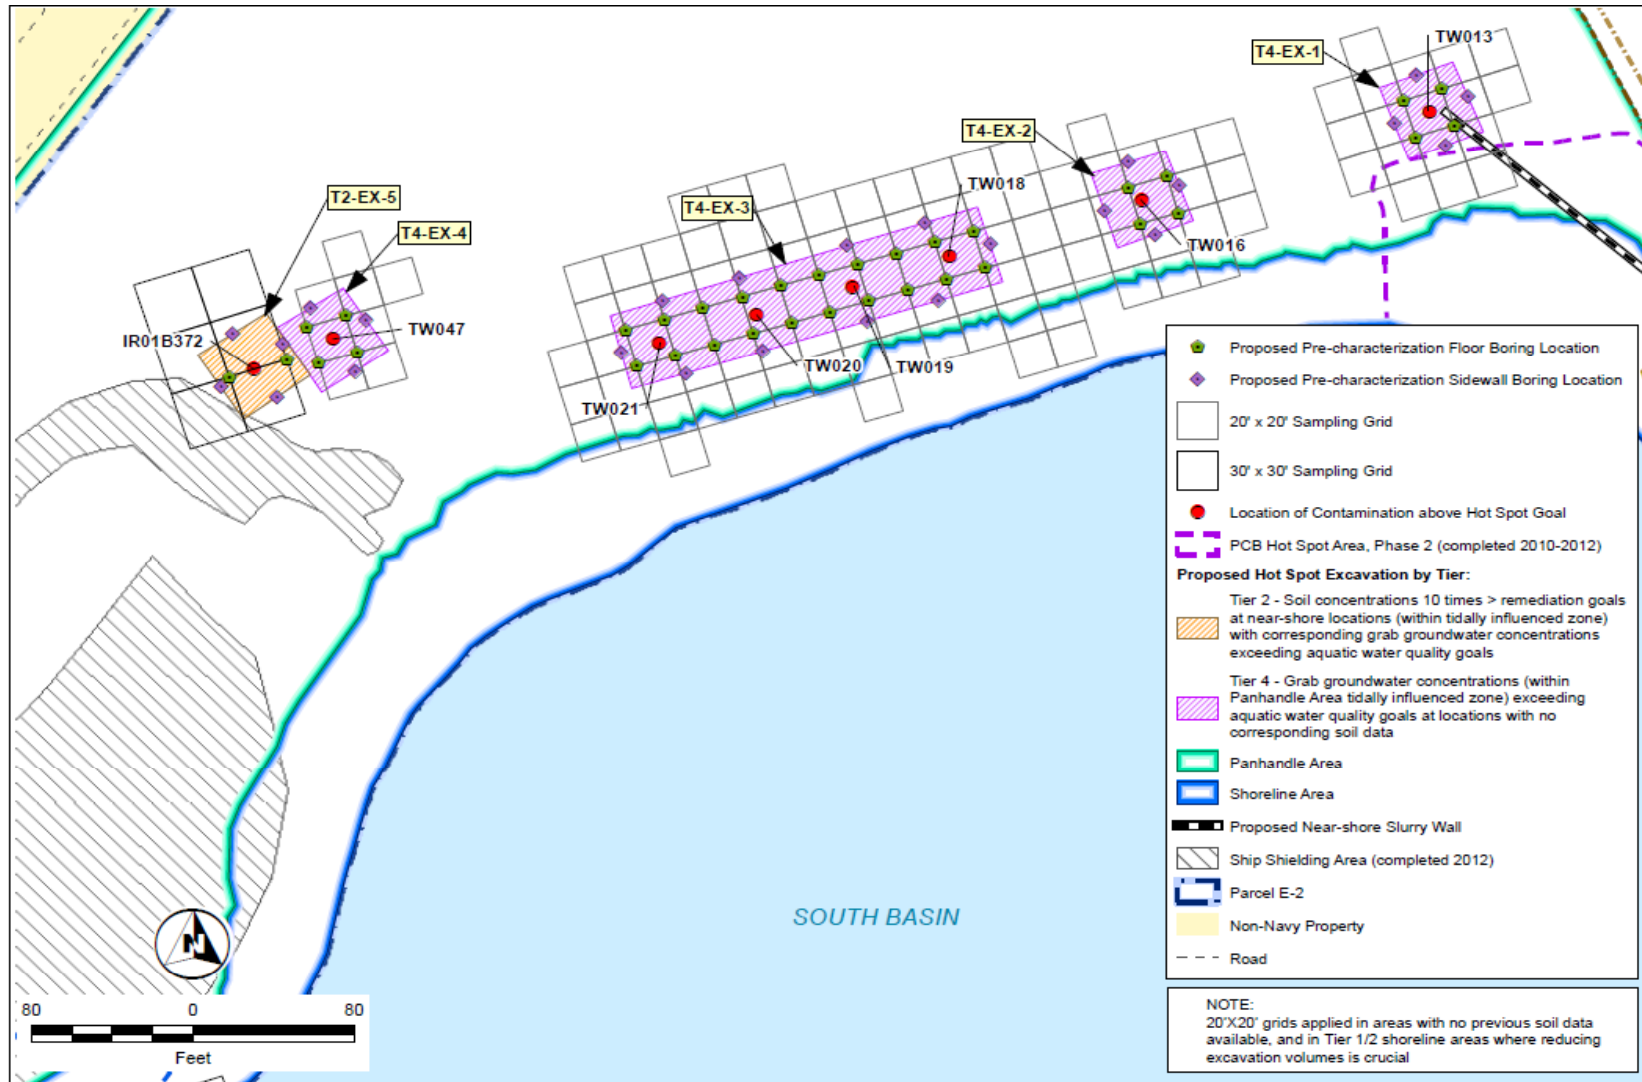 TW013
T4-EX-1
T4-EX-2
TW018
T2-EX-5
T4-EX-3
T4-EX-4
TW016
IR01B372
TW047
TW020
TW019
TW021
Proposed Pre-characterization Floor Boring Location
Proposed Pre-characterization Sidewall Boring Location
20' x 20' Sampling Grid
30' x 30' Sampling Grid
Location of Contamination above Hot Spot Goal
PCB Hot Spot Area, Phase 2 (completed 2010-2012)
Proposed Hot Spot Excavation by Tier:
Tier 2 - Soil concentrations 10 times > remediation goals
at near-shore locations (within tidally influenced zone)
with corresponding grab groundwater concentrations
exceeding aquatic water quality goals
Tier 4 - Grab groundwater concentrations (within
Panhandle Area tidally influenced zone) exceeding
aquatic water quality goals at locations with no
corresponding soil data
Panhandle Area
Shoreline Area
Proposed Near-shore Slurry Wall
Ship Shielding Area (completed 2012)
Parcel E-2
Non-Navy Property
Road
SOUTH BASIN
N
80 0 80
Feet
NOTE:
20'X20' grids applied in areas with no previous soil data
available, and in Tier 1/2 shoreline areas where reducing
excavation volumes is crucial